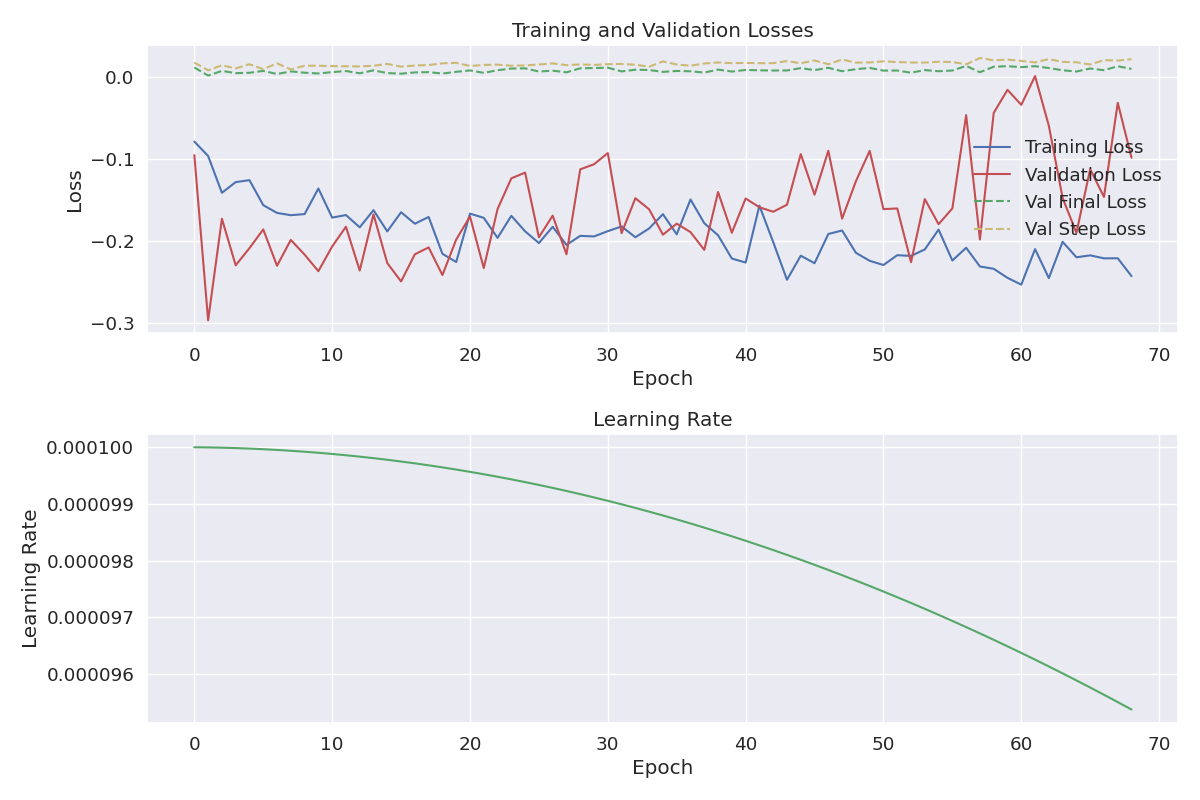 Training and Validation Losses
0.0
−0.1
−0.2
−0.3
Loss
Training Loss
Validation Loss
Val Final Loss
Val Step Loss
0 10 20 30 40 50 60 70
Epoch
Learning Rate
0.000100
0.000099
0.000098
0.000097
0.000096
Learning Rate
0 10 20 30 40 50 60 70
Epoch